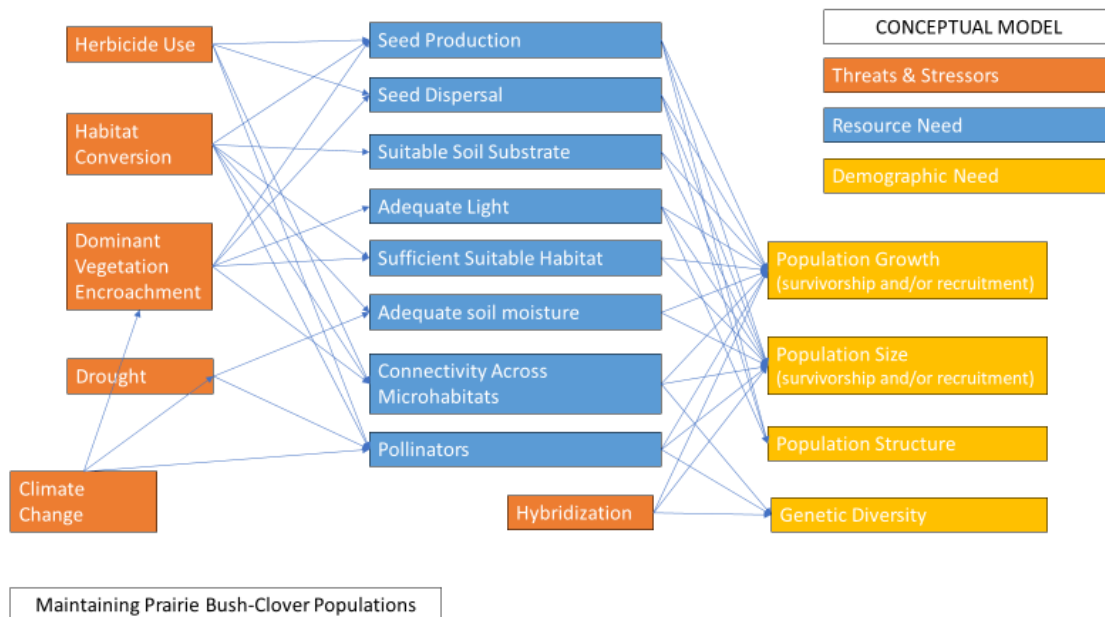 CONCEPTUAL MODEL
Threats & Stressors
Resource Need
Demographic Need
Herbicide Use
Habitat
Conversion
Dominant
Vegetation
Encroachment
Drought
Climate
Change
Seed Production
Seed Dispersal
Suitable Soil Substrate
Adequate Light
Sufficient Suitable Habitat
Adequate soil moisture
Connectivity Across
Microhabitats
Pollinators
Hybridization
Population Growth
(survivorship and/or recruitment)
Population Size
(survivorship and/or recruitment)
Population Structure
Genetic Diversity
Maintaining Prairie Bush-Clover Populations